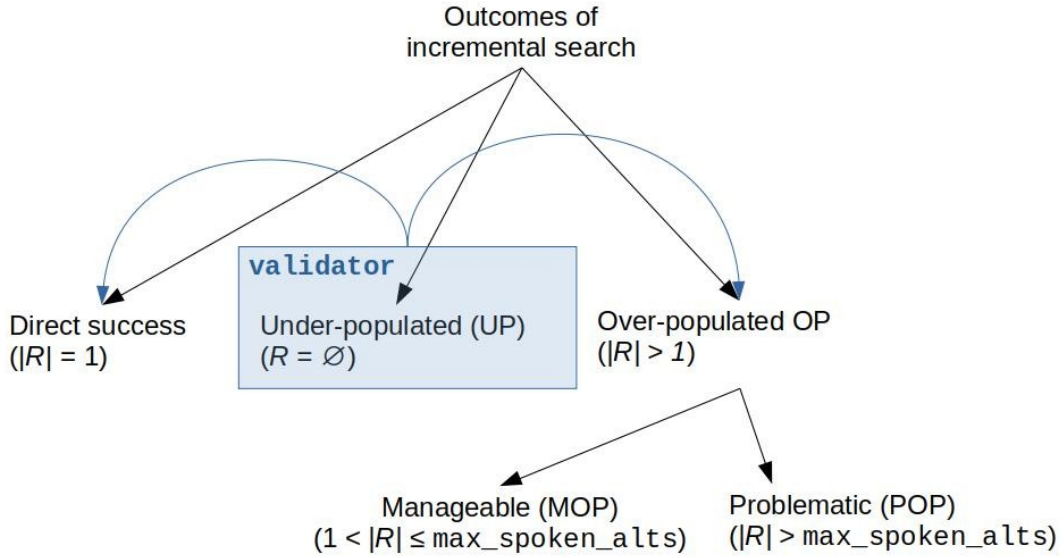 Outcomes of
incremental search
validator
Direct success
(|R| = 1)
Under-populated (UP)
(R = ∅)
Over-populated OP
(|R| > 1)
Manageable (MOP)
(1 < |R| ≤ max_spoken_alts)
Problematic (POP)
(|R| > max_spoken_alts)